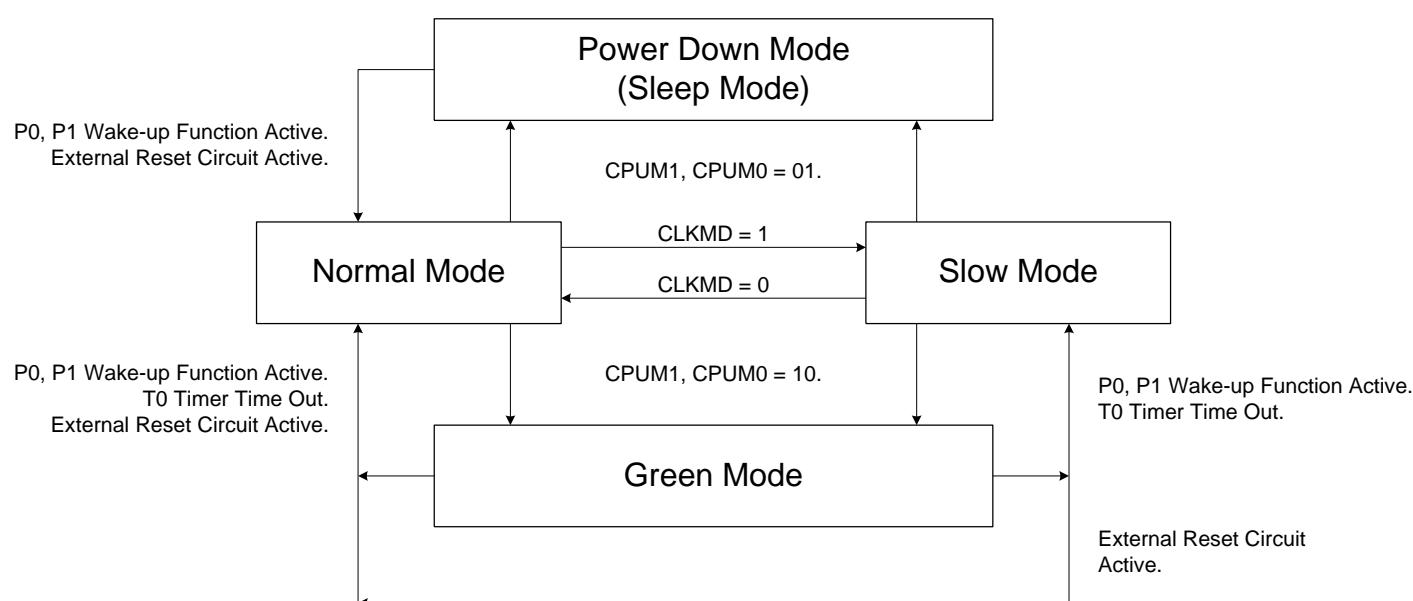 Power Down Mode
(Sleep Mode)
P0, P1 Wake-up Function Active.
External Reset Circuit Active.
CPUM1, CPUM0 = 01.
CLKMD = 1
Normal Mode
Slow Mode
CLKMD = 0
P0, P1 Wake-up Function Active.
T0 Timer Time Out.
External Reset Circuit Active.
CPUM1, CPUM0 = 10.
P0, P1 Wake-up Function Active.
T0 Timer Time Out.
Green Mode
External Reset Circuit
Active.